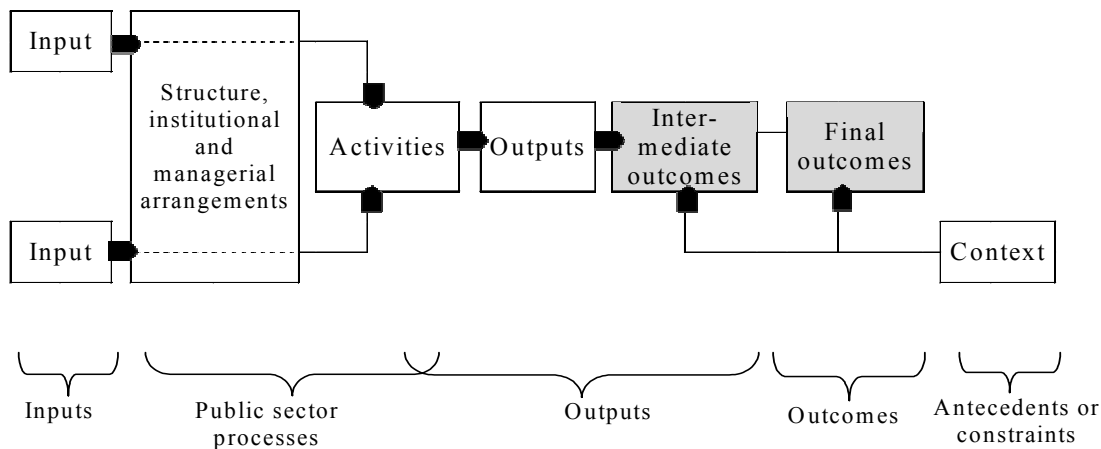 Input
Structure,
institutional
and
managerial
arrangements
Input
Activities
Outputs
Inter-
mediate
outcomes
Final
outcomes
Context
Inputs
Public sector
processes
Outputs
Outcomes
Antecedents or
constraints